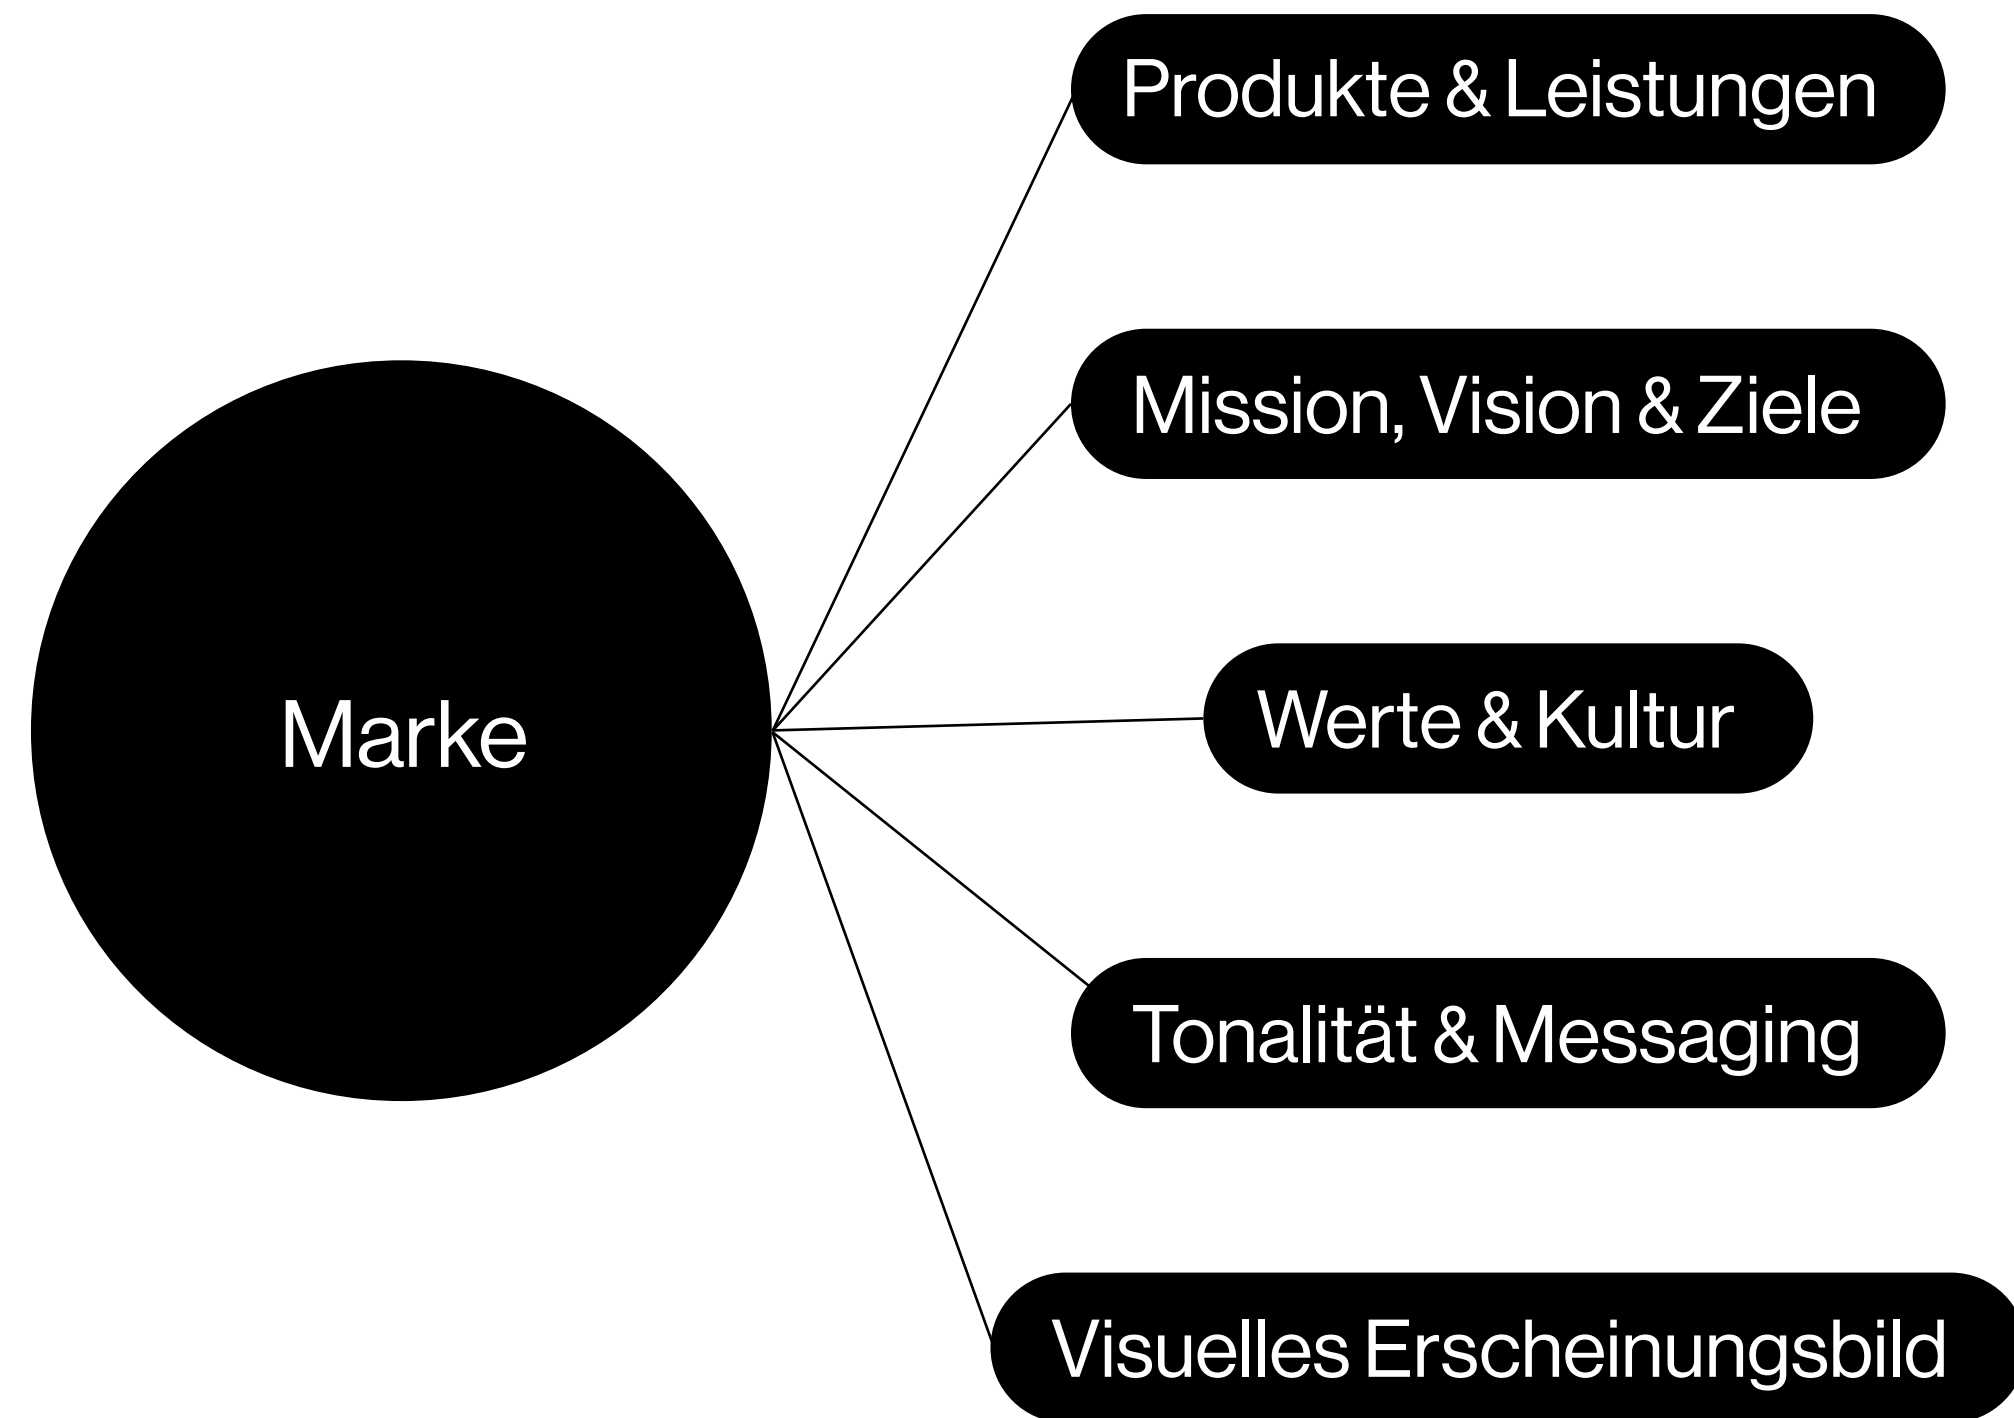 Produkte & Leistungen
Mission, Vision & Ziele
Marke
Werte & Kultur
Tonalität & Messaging
Visuelles Erscheinungsbild